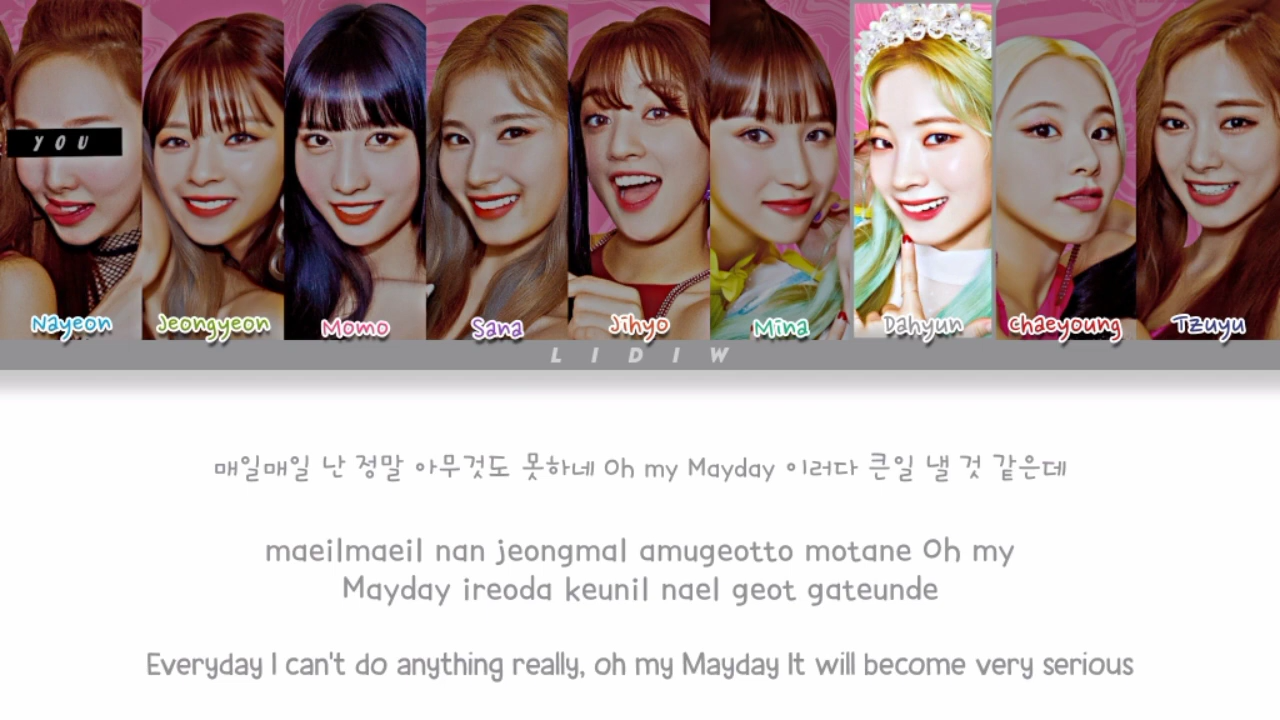 YOU
Nayeon
Jeongyeon
Momo
Sana
Jihyo
Mina
Dahyun
Chaeyoung
Tzuyu
LIDIW
매일매일 난 정말 아무것도 못하네 Oh my Mayday 이러다 큰일 낼 것 같은데
maeilmaeil nan jeongmal amugeotto motane Oh my
Mayday ireoda keunil nael geot gateunde
Everyday I can't do anything really, oh my Mayday It will become very serious